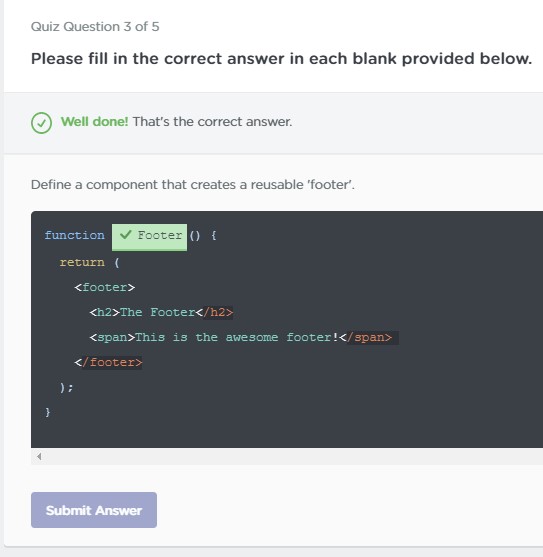 Quiz Question 3 of 5
Please fill in the correct answer in each blank provided below.
Well done! That's the correct answer.
Define a component that creates a reusable 'footer'.
function Footer () {
return (
<footer>
<h2>The Footer</h2>
<span>This is the awesome footer!</span>
</footer>
);
}
Submit Answer